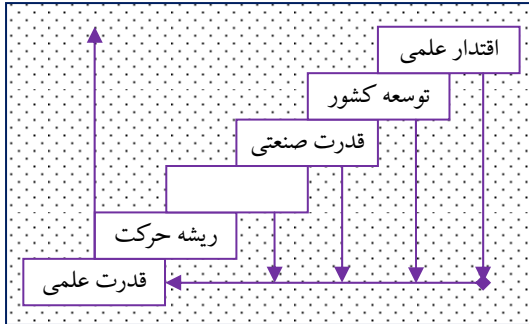 اقتدار علمی
توسعه کشور
قدرت صنعتی
ریشه حرکت
قدرت علمی